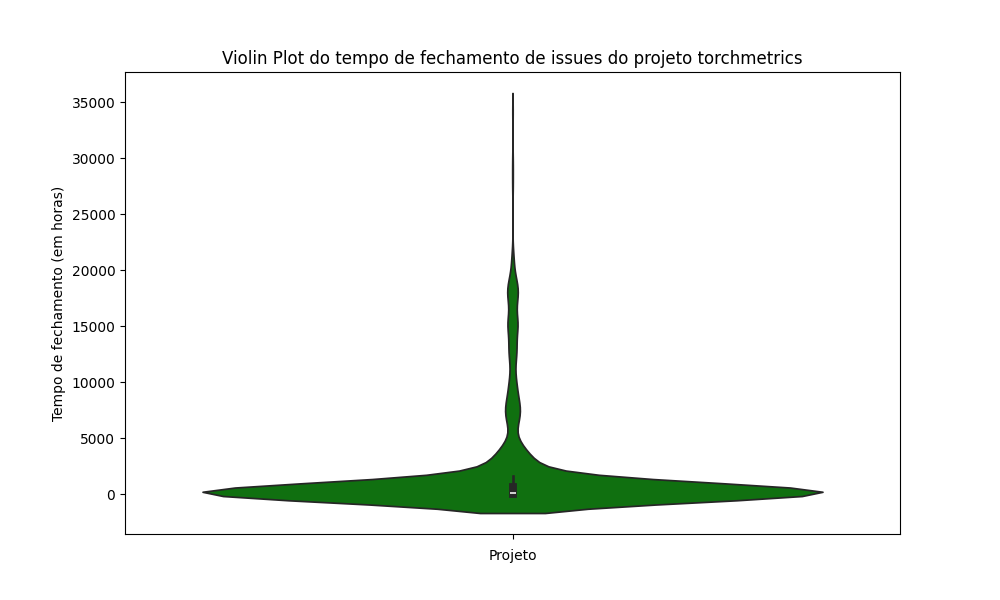 Violin Plot do tempo de fechamento de issues do projeto torchmetrics
Tempo de fechamento (em horas)
35000
30000
25000
20000
15000
10000
5000
0
Projeto